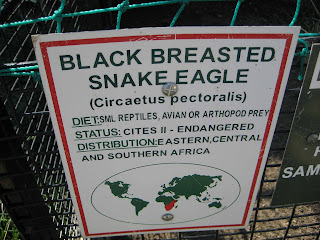 BLACK BREASTED
SNAKE EAGLE
(Circaetus pectoralis)
DIET:SML REPTILES, AVIAN OR ARTHOPOD PREY
STATUS: CITES II - ENDANGERED
DISTRIBUTION:EASTERN,CENTRAL
AND SOUTHERN AFRICA
SAM